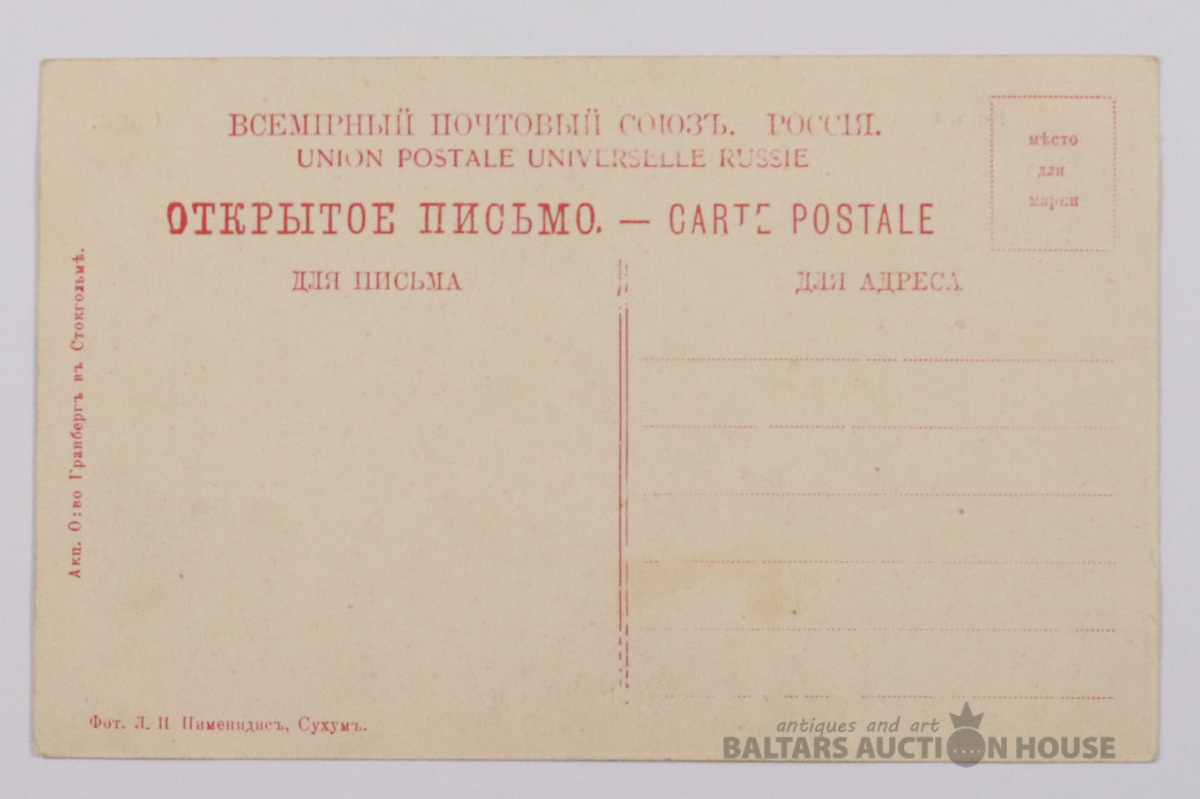 ВСЕМІРНЫЙ ПОЧТОВЫЙ СОЮЗЪ. РОССІЯ.
UNION POSTALE UNIVERSELLE RUSSIE
ОТКРЫТОЕ ПИСЬМО. — CARTE POSTALE
мѣсто
для
марки
ДЛЯ ПИСЬМА
ДЛЯ АДРЕСА.
Акц. О:во Гранбергъ въ Стокгольмѣ.
Фот. Л. И Пименидисъ, Сухумъ.
antiques and art
BALTARS AUCTION HOUSE